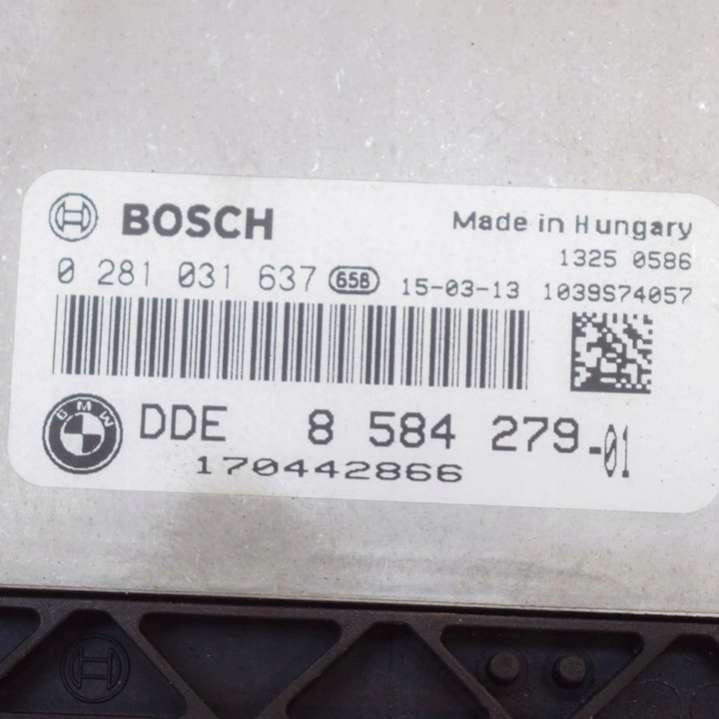 BOSCH
Made in Hungary
1325 0586
0 281 031 637 65B 15-03-13 1039S74057
BMW DDE 8 584 279-01
170442866